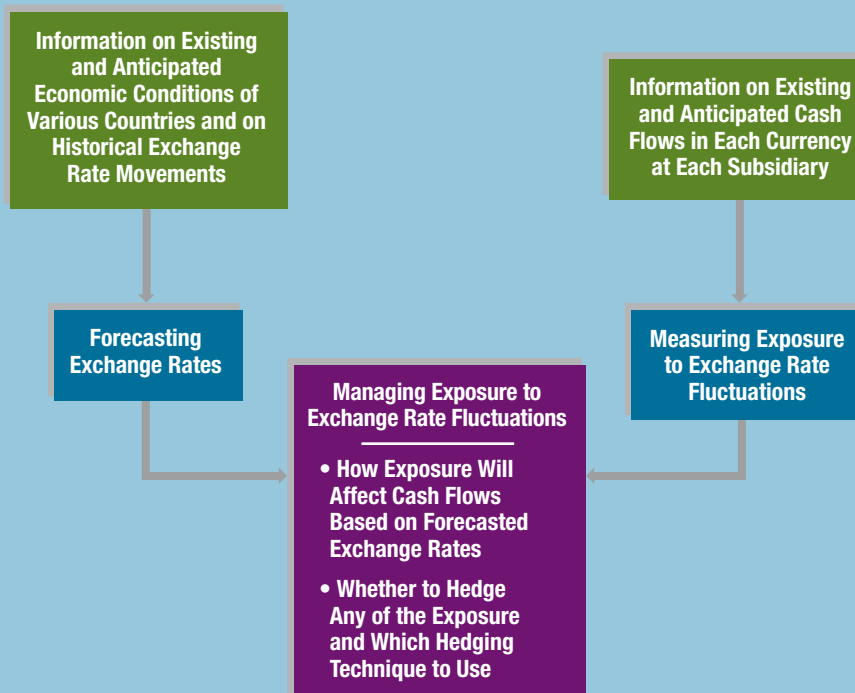 Information on Existing
and Anticipated
Economic Conditions of
Various Countries and on
Historical Exchange
Rate Movements
Information on Existing
and Anticipated Cash
Flows in Each Currency
at Each Subsidiary
Forecasting
Exchange Rates
Measuring Exposure
to Exchange Rate
Fluctuations
Managing Exposure to
Exchange Rate Fluctuations
• How Exposure Will
Affect Cash Flows
Based on Forecasted
Exchange Rates
• Whether to Hedge
Any of the Exposure
and Which Hedging
Technique to Use